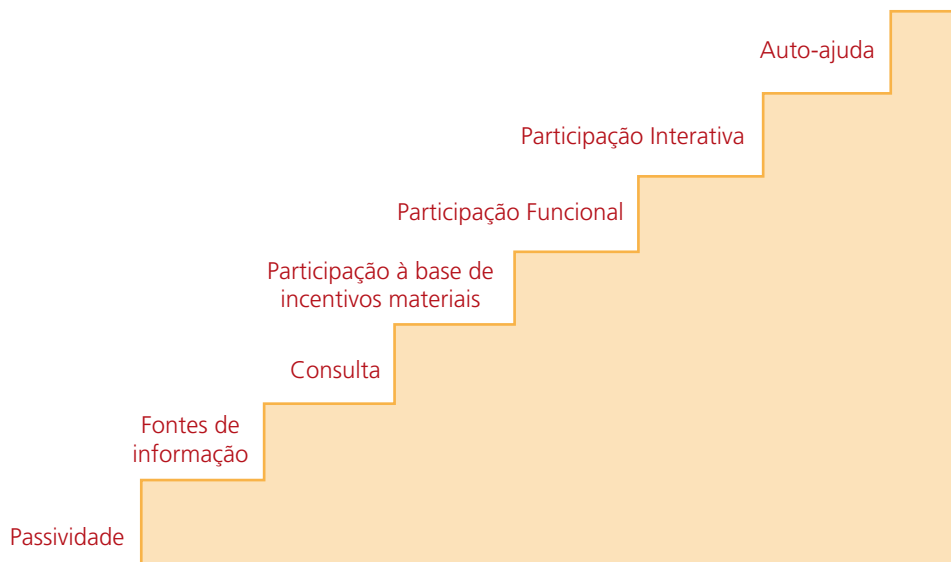 Auto-ajuda
Participação Interativa
Participação Funcional
Participação à base de
incentivos materiais
Consulta
Fontes de
informação
Passividade